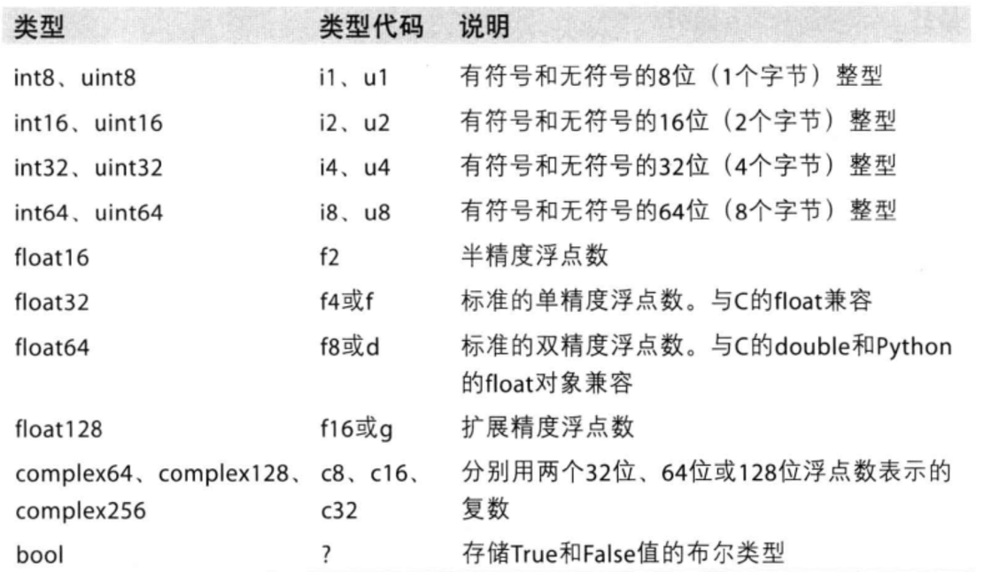 类型 类型代码 说明
int8、uint8 i1、u1 有符号和无符号的8位（1个字节）整型
int16、uint16 i2、u2 有符号和无符号的16位（2个字节）整型
int32、uint32 i4、u4 有符号和无符号的32位（4个字节）整型
int64、uint64 i8、u8 有符号和无符号的64位（8个字节）整型
float16 f2 半精度浮点数
float32 f4或f 标准的单精度浮点数。与C的float兼容
float64 f8或d 标准的双精度浮点数。与C的double和Python
的float对象兼容
float128 f16或g 扩展精度浮点数
complex64、complex128、 c8、c16、 分别用两个32位、64位或128位浮点数表示的
complex256 c32 复数
bool ? 存储True和False值的布尔类型